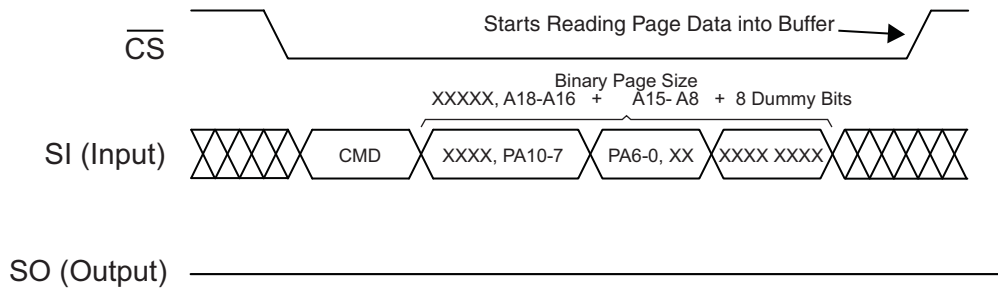 Starts Reading Page Data into Buffer
CS
Binary Page Size
XXXXX, A18-A16 + A15- A8 + 8 Dummy Bits
SI (Input)
CMD
XXXX, PA10-7
PA6-0, XX
XXXX XXXX
SO (Output)